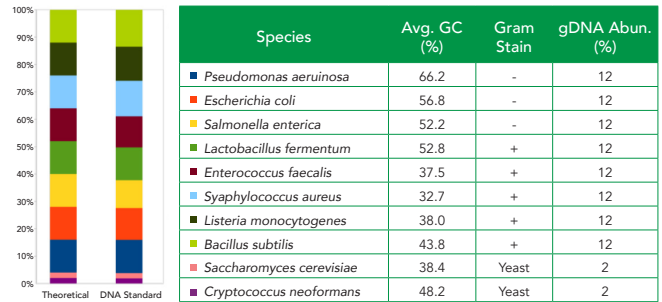 100%
90%
80%
70%
60%
50%
40%
30%
20%
10%
0%
Theoretical DNA Standard
Species Avg. GC (%) Gram Stain gDNA Abun. (%)
Pseudomonas aeruinosa 66.2 - 12
Escherichia coli 56.8 - 12
Salmonella enterica 52.2 - 12
Lactobacillus fermentum 52.8 + 12
Enterococcus faecalis 37.5 + 12
Syaphylococcus aureus 32.7 + 12
Listeria monocytogenes 38.0 + 12
Bacillus subtilis 43.8 + 12
Saccharomyces cerevisiae 38.4 Yeast 2
Cryptococcus neoformans 48.2 Yeast 2